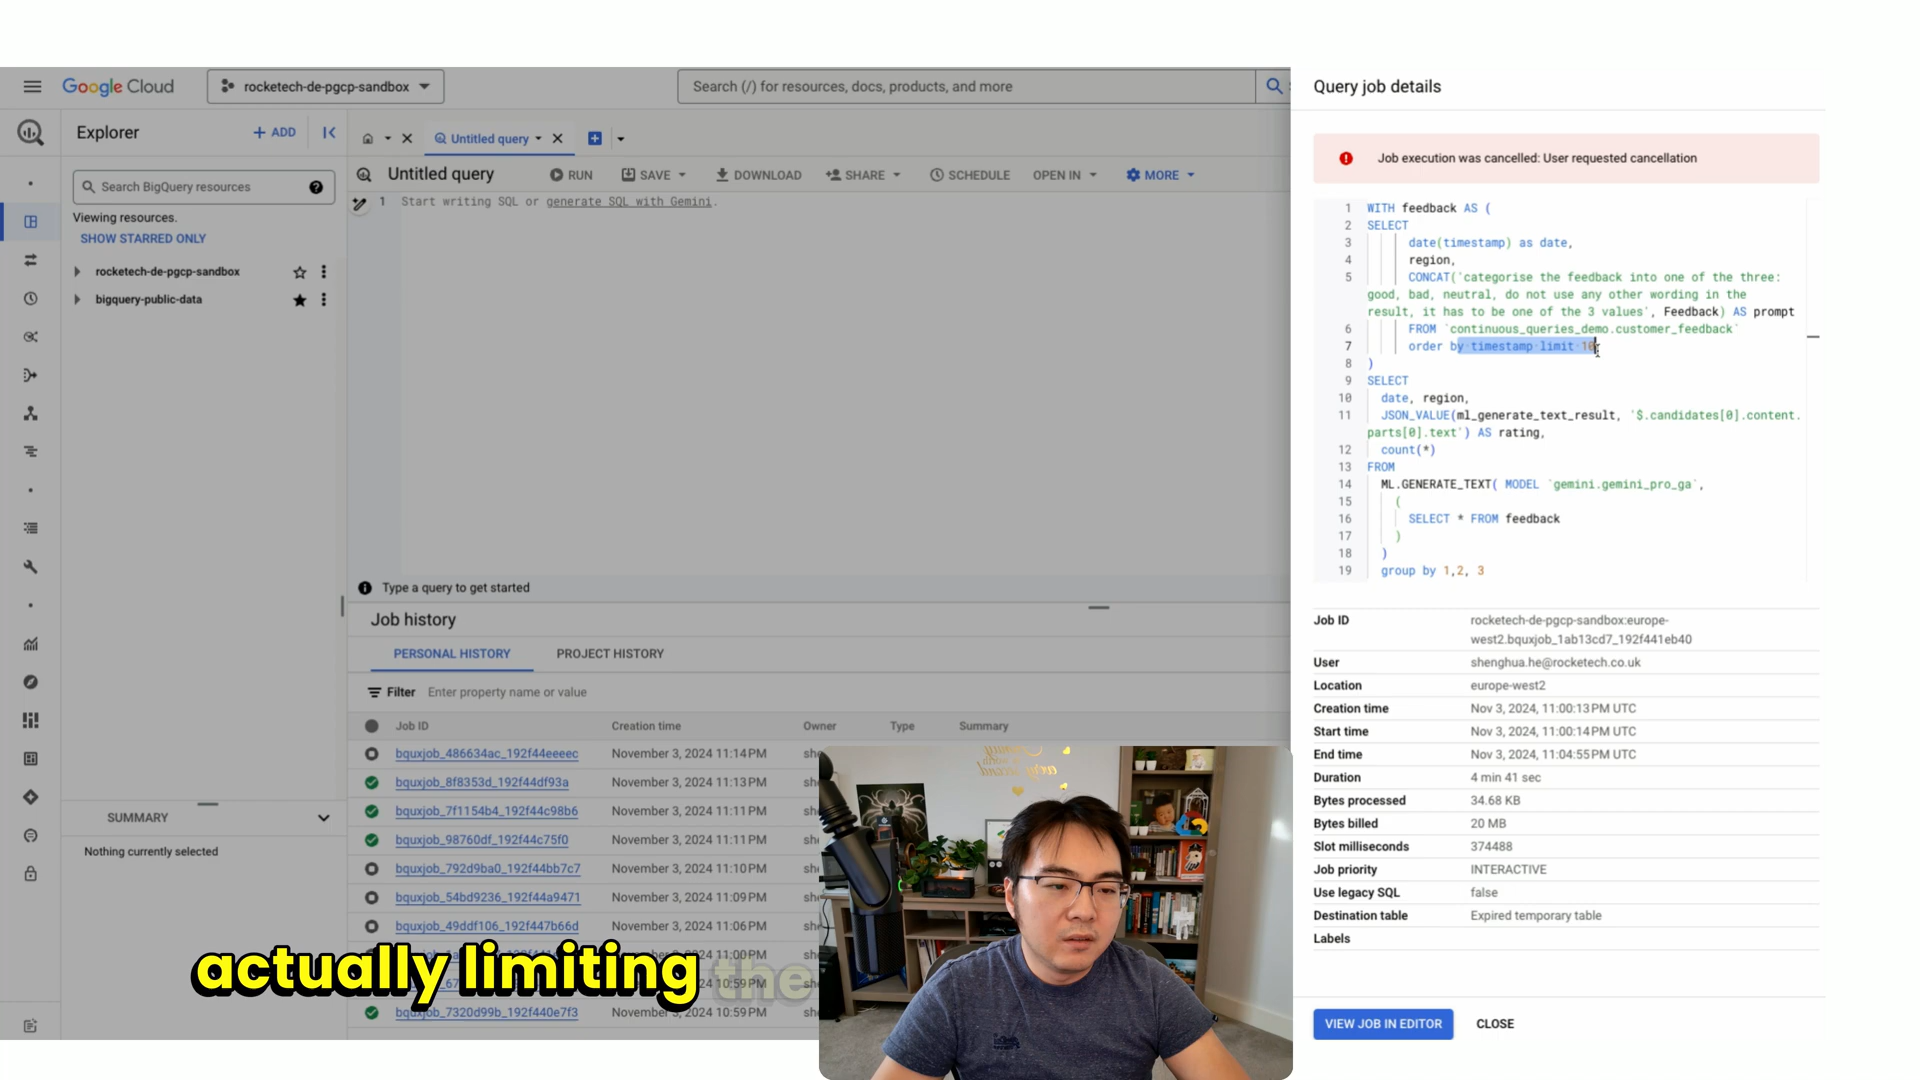 Google Cloud
rocketech-de-pgcp-sandbox
Search (/) for resources, docs, products, and more
Explorer
+ ADD
Untitled query
Untitled query
RUN
SAVE
DOWNLOAD
SHARE
SCHEDULE
OPEN IN
MORE
Search BigQuery resources
1 Start writing SQL or generate SQL with Gemini.
Viewing resources.
SHOW STARRED ONLY
rocketech-de-pgcp-sandbox
bigquery-public-data
SUMMARY
Nothing currently selected
Type a query to get started
Job history
PERSONAL HISTORY
PROJECT HISTORY
Filter Enter property name or value
Job ID Creation time Owner Type Summary
bquxjob_486634ac_192f44eeeec November 3, 2024 11:14 PM
bquxjob_8f8353d_192f44df93a November 3, 2024 11:13 PM
bquxjob_7f1154b4_192f44c98b6 November 3, 2024 11:11 PM
bquxjob_98760df_192f44c75f0 November 3, 2024 11:11 PM
bquxjob_792d9ba0_192f44bb7c7 November 3, 2024 11:10 PM
bquxjob_54bd9236_192f44a9471 November 3, 2024 11:09 PM
bquxjob_49ddf106_192f447b66d November 3, 2024 11:06 PM
11:00 PM
10:59 PM
bquxjob_7320d99b_192f440e7f3 November 3, 2024 10:59 PM
actually limiting the
Query job details
Job execution was cancelled: User requested cancellation
1 WITH feedback AS (
2 SELECT
3 date(timestamp) as date,
4 region,
5 CONCAT('categorise the feedback into one of the three:
good, bad, neutral, do not use any other wording in the
result, it has to be one of the 3 values', Feedback) AS prompt
6 FROM `continuous_queries_demo.customer_feedback`
7 order by timestamp limit 10
8 )
9 SELECT
10 date, region,
11 JSON_VALUE(ml_generate_text_result, '$.candidates[0].content.
parts[0].text') AS rating,
12 count(*)
13 FROM
14 ML.GENERATE_TEXT( MODEL `gemini.gemini_pro_ga`,
15 (
16 SELECT * FROM feedback
17 )
18 )
19 group by 1,2, 3
Job ID rocketech-de-pgcp-sandbox:europe-
west2.bquxjob_1ab13cd7_192f441eb40
User shenghua.he@rocketech.co.uk
Location europe-west2
Creation time Nov 3, 2024, 11:00:13 PM UTC
Start time Nov 3, 2024, 11:00:14 PM UTC
End time Nov 3, 2024, 11:04:55 PM UTC
Duration 4 min 41 sec
Bytes processed 34.68 KB
Bytes billed 20 MB
Slot milliseconds 374488
Job priority INTERACTIVE
Use legacy SQL false
Destination table Expired temporary table
Labels
VIEW JOB IN EDITOR
CLOSE